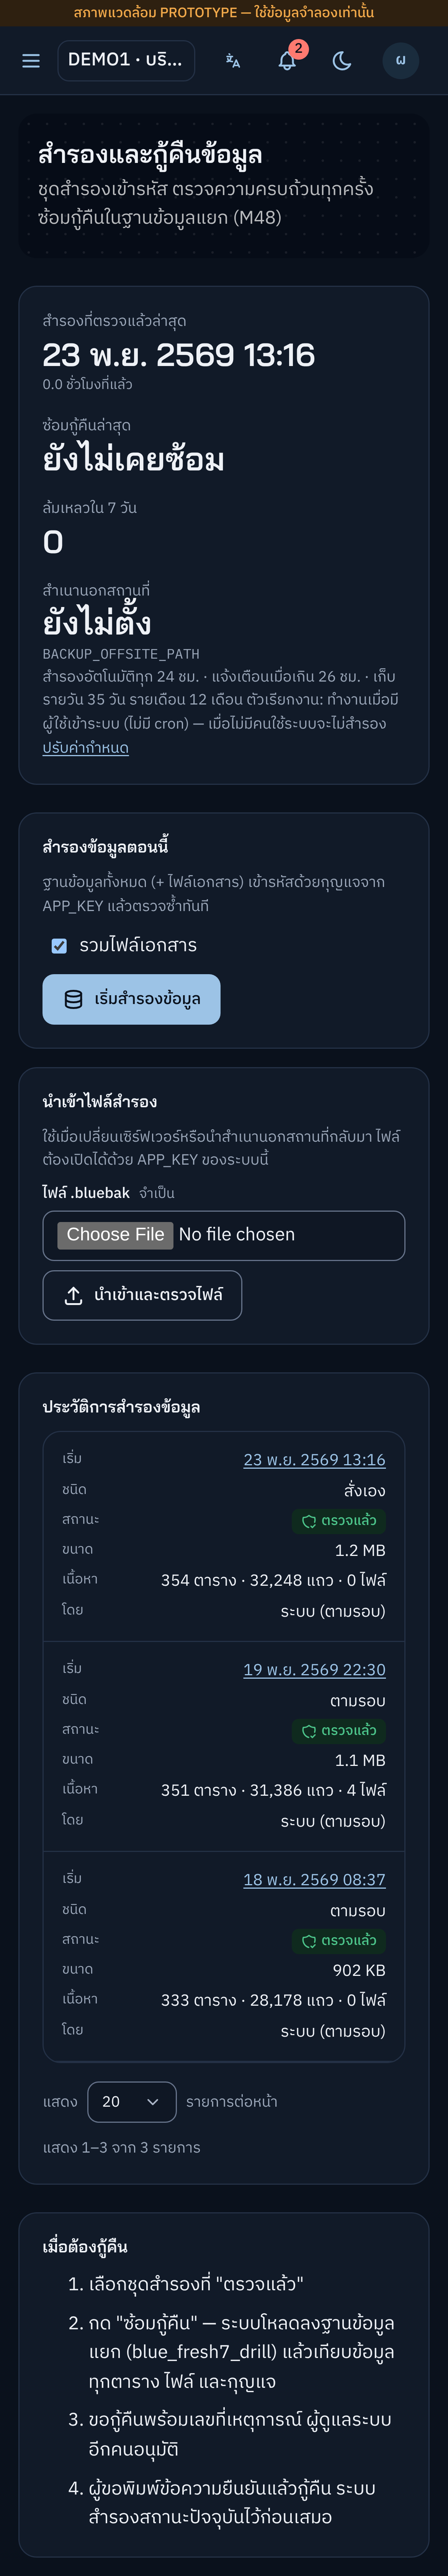 สภาพแวดล้อม PROTOTYPE — ใช้ข้อมูลจำลองเท่านั้น
DEMO1 · บริ...
2
ผ
สำรองและกู้คืนข้อมูล
ชุดสำรองเข้ารหัส ตรวจความครบถ้วนทุกครั้ง
ซ้อมกู้คืนในฐานข้อมูลแยก (M48)
สำรองที่ตรวจแล้วล่าสุด
23 พ.ย. 2569 13:16
0.0 ชั่วโมงที่แล้ว
ซ้อมกู้คืนล่าสุด
ยังไม่เคยซ้อม
ล้มเหลวใน 7 วัน
0
สำเนานอกสถานที่
ยังไม่ตั้ง
BACKUP_OFFSITE_PATH
สำรองอัตโนมัติทุก 24 ชม. · แจ้งเตือนเมื่อเกิน 26 ชม. · เก็บ
รายวัน 35 วัน รายเดือน 12 เดือน ตัวเรียกงาน: ทำงานเมื่อมี
ผู้ใช้เข้าระบบ (ไม่มี cron) — เมื่อไม่มีคนใช้ระบบจะไม่สำรอง
ปรับค่ากำหนด
สำรองข้อมูลตอนนี้
ฐานข้อมูลทั้งหมด (+ ไฟล์เอกสาร) เข้ารหัสด้วยกุญแจจาก
APP_KEY แล้วตรวจซ้ำทันที
รวมไฟล์เอกสาร
เริ่มสำรองข้อมูล
นำเข้าไฟล์สำรอง
ใช้เมื่อเปลี่ยนเซิร์ฟเวอร์หรือนำสำเนานอกสถานที่กลับมา ไฟล์
ต้องเปิดได้ด้วย APP_KEY ของระบบนี้
ไฟล์ .bluebak จำเป็น
Choose File No file chosen
นำเข้าและตรวจไฟล์
ประวัติการสำรองข้อมูล
เริ่ม 23 พ.ย. 2569 13:16
ชนิด สั่งเอง
สถานะ ตรวจแล้ว
ขนาด 1.2 MB
เนื้อหา 354 ตาราง · 32,248 แถว · 0 ไฟล์
โดย ระบบ (ตามรอบ)
เริ่ม 19 พ.ย. 2569 22:30
ชนิด ตามรอบ
สถานะ ตรวจแล้ว
ขนาด 1.1 MB
เนื้อหา 351 ตาราง · 31,386 แถว · 4 ไฟล์
โดย ระบบ (ตามรอบ)
เริ่ม 18 พ.ย. 2569 08:37
ชนิด ตามรอบ
สถานะ ตรวจแล้ว
ขนาด 902 KB
เนื้อหา 333 ตาราง · 28,178 แถว · 0 ไฟล์
โดย ระบบ (ตามรอบ)
แสดง 20 รายการต่อหน้า
แสดง 1–3 จาก 3 รายการ
เมื่อต้องกู้คืน
1. เลือกชุดสำรองที่ "ตรวจแล้ว"
2. กด "ซ้อมกู้คืน" — ระบบโหลดลงฐานข้อมูล
แยก (blue_fresh7_drill) แล้วเทียบข้อมูล
ทุกตาราง ไฟล์ และกุญแจ
3. ขอกู้คืนพร้อมเลขที่เหตุการณ์ ผู้ดูแลระบบ
อีกคนอนุมัติ
4. ผู้ขอพิมพ์ข้อความยืนยันแล้วกู้คืน ระบบ
สำรองสถานะปัจจุบันไว้ก่อนเสมอ